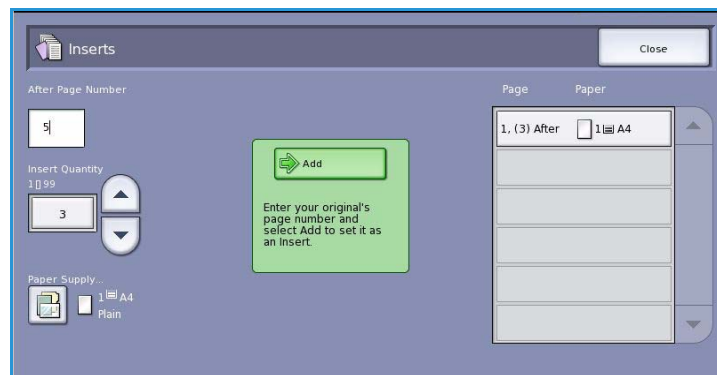 Inserts
Close
After Page Number
5
Insert Quantity
1[]99
3
Paper Supply...
1 A4
Plain
Add
Enter your original's
page number and
select Add to set it as
an Insert.
Page Paper
1, (3) After 1 A4